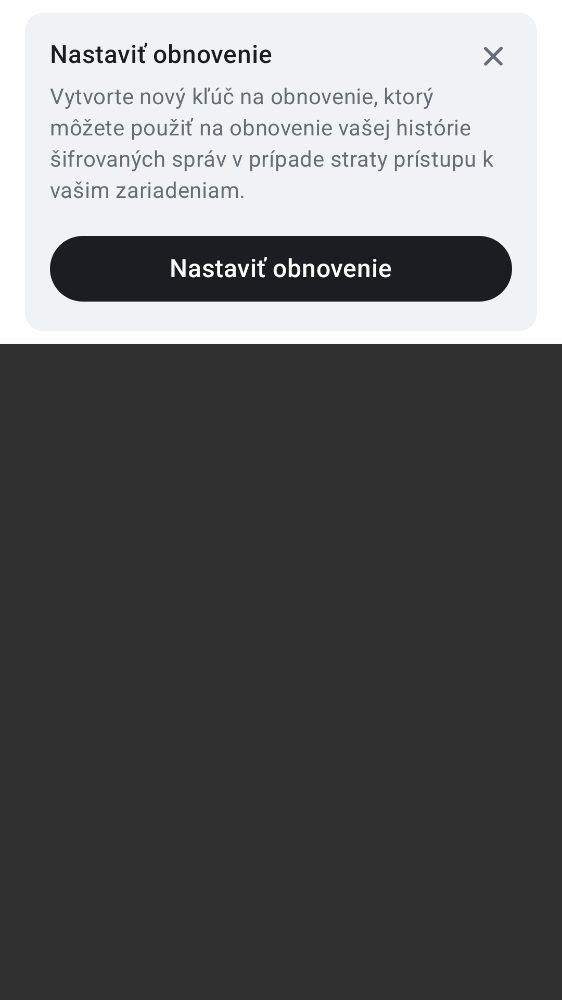 Nastaviť obnovenie
Vytvorte nový kľúč na obnovenie, ktorý
môžete použiť na obnovenie vašej histórie
šifrovaných správ v prípade straty prístupu k
vašim zariadeniam.
Nastaviť obnovenie